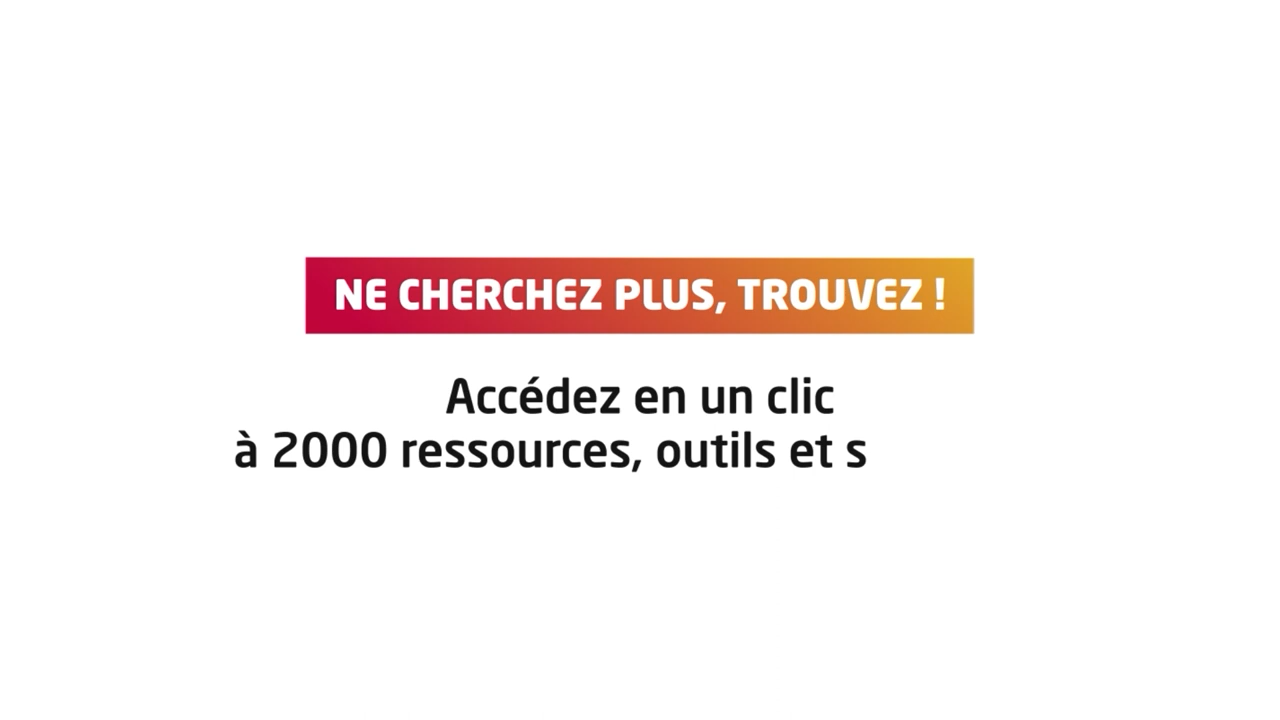 NE CHERCHEZ PLUS, TROUVEZ !
Accédez en un clic
à 2000 ressources, outils et s